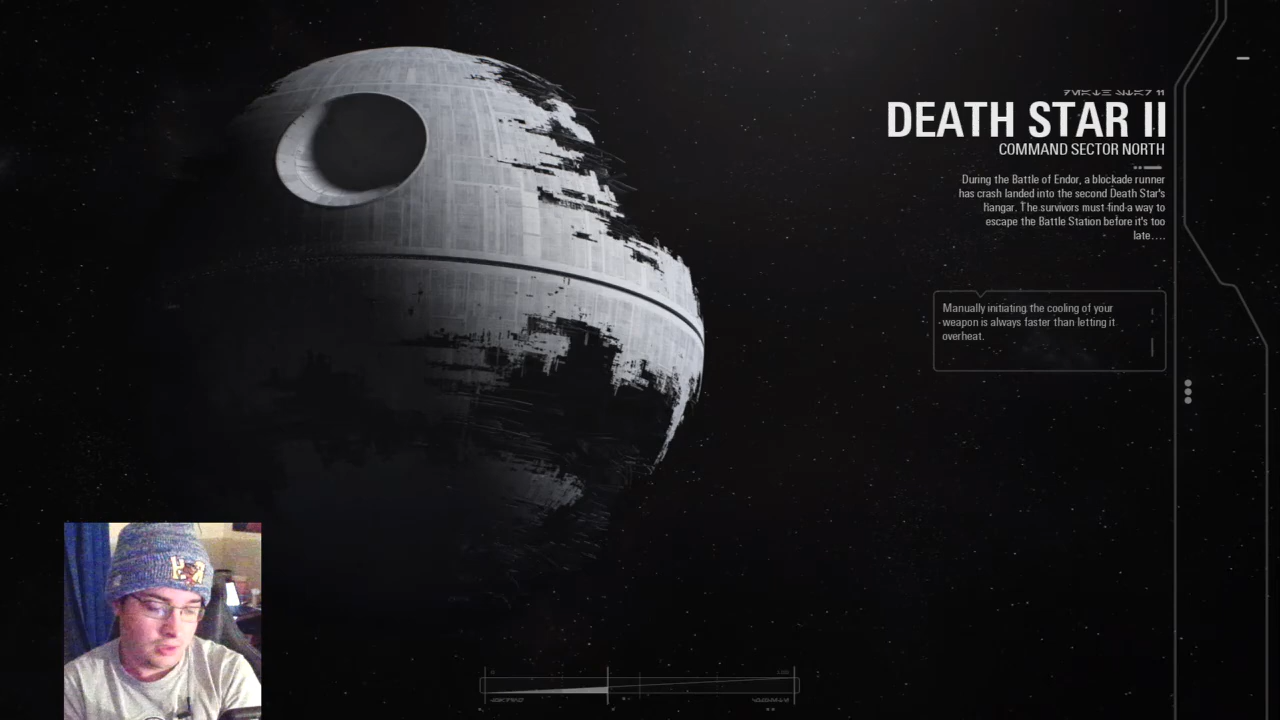 DEATH STAR II
COMMAND SECTOR NORTH
During the Battle of Endor, a blockade runner
has crash landed into the second Death Star's
hangar. The survivors must find a way to
escape the Battle Station before it's too
late....
Manually initiating the cooling of your
weapon is always faster than letting it
overheat.